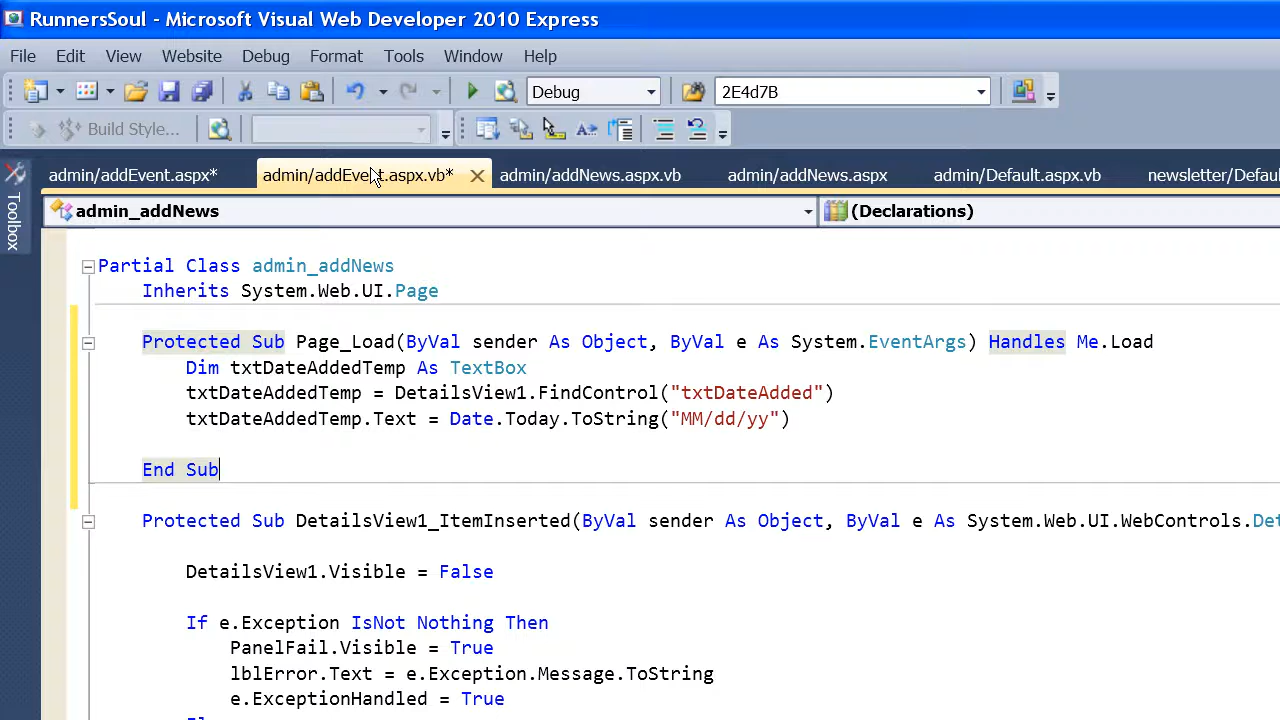 RunnersSoul - Microsoft Visual Web Developer 2010 Express
File Edit View Website Debug Format Tools Window Help
Debug 2E4d7B
Build Style...
admin/addEvent.aspx* admin/addEvent.aspx.vb* admin/addNews.aspx.vb admin/addNews.aspx admin/Default.aspx.vb newsletter/Defau
Toolbox
admin_addNews (Declarations)
Partial Class admin_addNews
Inherits System.Web.UI.Page
Protected Sub Page_Load(ByVal sender As Object, ByVal e As System.EventArgs) Handles Me.Load
Dim txtDateAddedTemp As TextBox
txtDateAddedTemp = DetailsView1.FindControl("txtDateAdded")
txtDateAddedTemp.Text = Date.Today.ToString("MM/dd/yy")
End Sub
Protected Sub DetailsView1_ItemInserted(ByVal sender As Object, ByVal e As System.Web.UI.WebControls.Det
DetailsView1.Visible = False
If e.Exception IsNot Nothing Then
PanelFail.Visible = True
lblError.Text = e.Exception.Message.ToString
e.ExceptionHandled = True